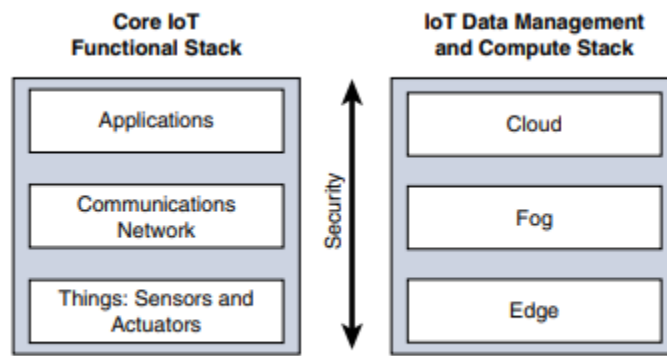 Core IoT
Functional Stack
Applications
Communications
Network
Things: Sensors and
Actuators
Security
IoT Data Management
and Compute Stack
Cloud
Fog
Edge